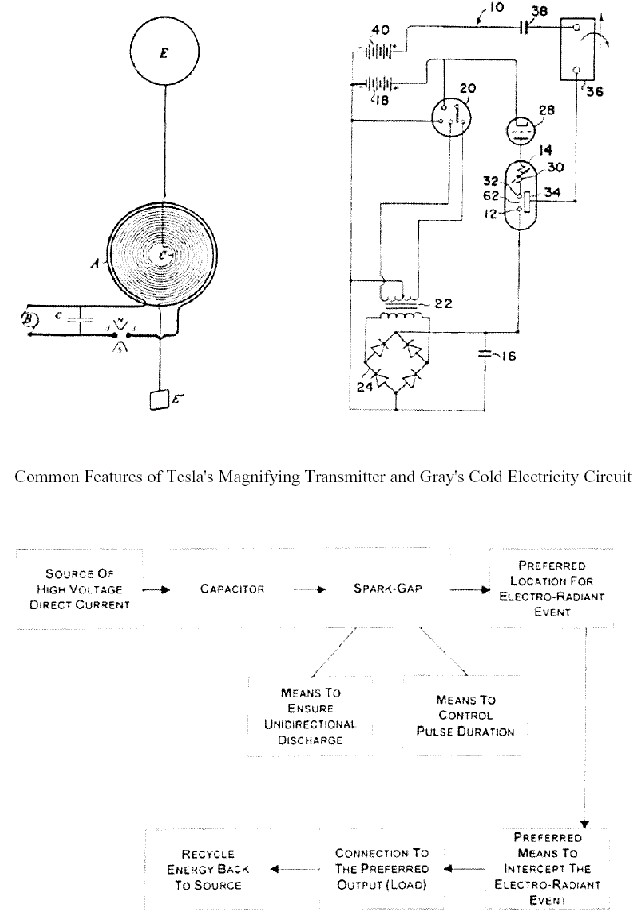 E
A
E'
B
C
E'
10
38
40
18
20
36
28
14
30
32
34
62
12
22
16
24
Common Features of Tesla's Magnifying Transmitter and Gray's Cold Electricity Circuit
SOURCE OF
HIGH VOLTAGE
DIRECT CURRENT
CAPACITOR
SPARK-GAP
PREFERRED
LOCATION FOR
ELECTRO-RADIANT
EVENT
MEANS TO
ENSURE
UNIDIRECTIONAL
DISCHARGE
MEANS TO
CONTROL
PULSE DURATION
RECYCLE
ENERGY BACK
TO SOURCE
CONNECTION TO
THE PREFERRED
OUTPUT (LOAD)
PREFERRED
MEANS TO
INTERCEPT THE
ELECTRO-RADIANT
EVENT